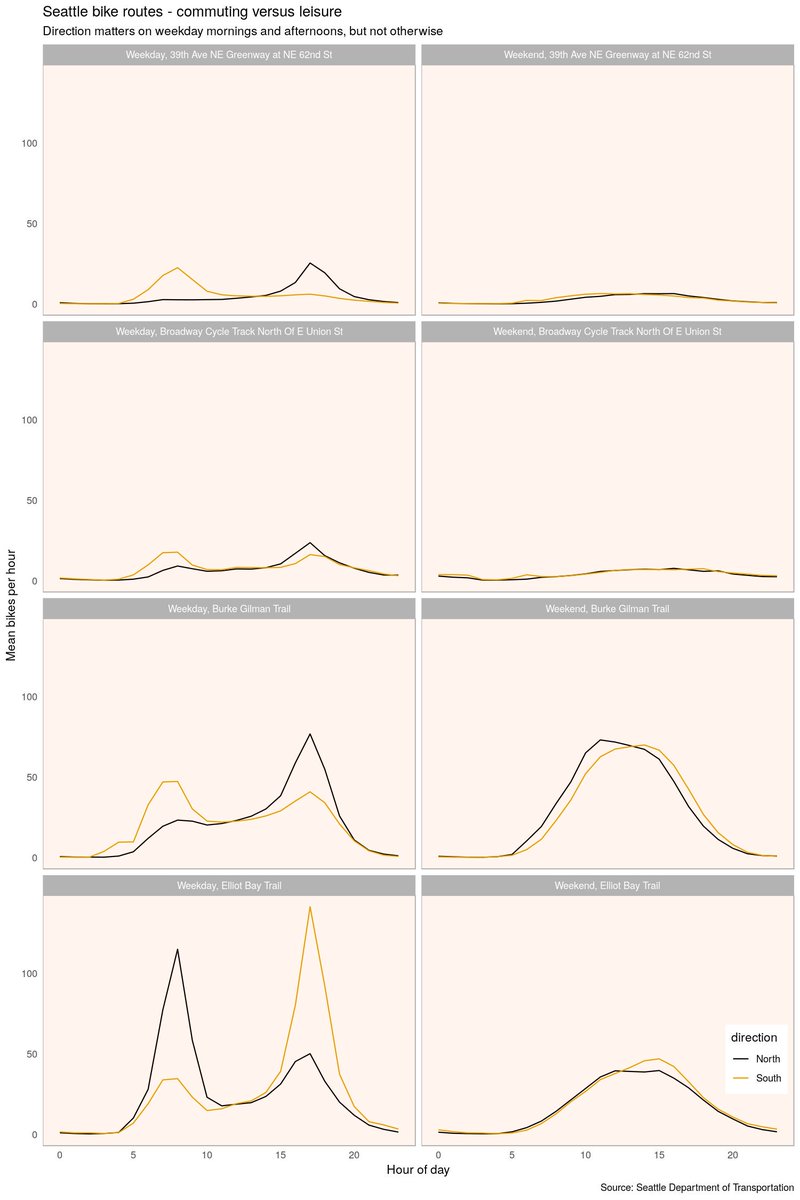 Seattle bike routes - commuting versus leisure
Direction matters on weekday mornings and afternoons, but not otherwise
Weekday, 39th Ave NE Greenway at NE 62nd St
Weekend, 39th Ave NE Greenway at NE 62nd St
100
50
0
Weekday, Broadway Cycle Track North Of E Union St
Weekend, Broadway Cycle Track North Of E Union St
100
50
0
Mean bikes per hour
Weekday, Burke Gilman Trail
Weekend, Burke Gilman Trail
100
50
0
Weekday, Elliot Bay Trail
Weekend, Elliot Bay Trail
100
50
0
direction
North
South
0 5 10 15 20
0 5 10 15 20
Hour of day
Source: Seattle Department of Transportation